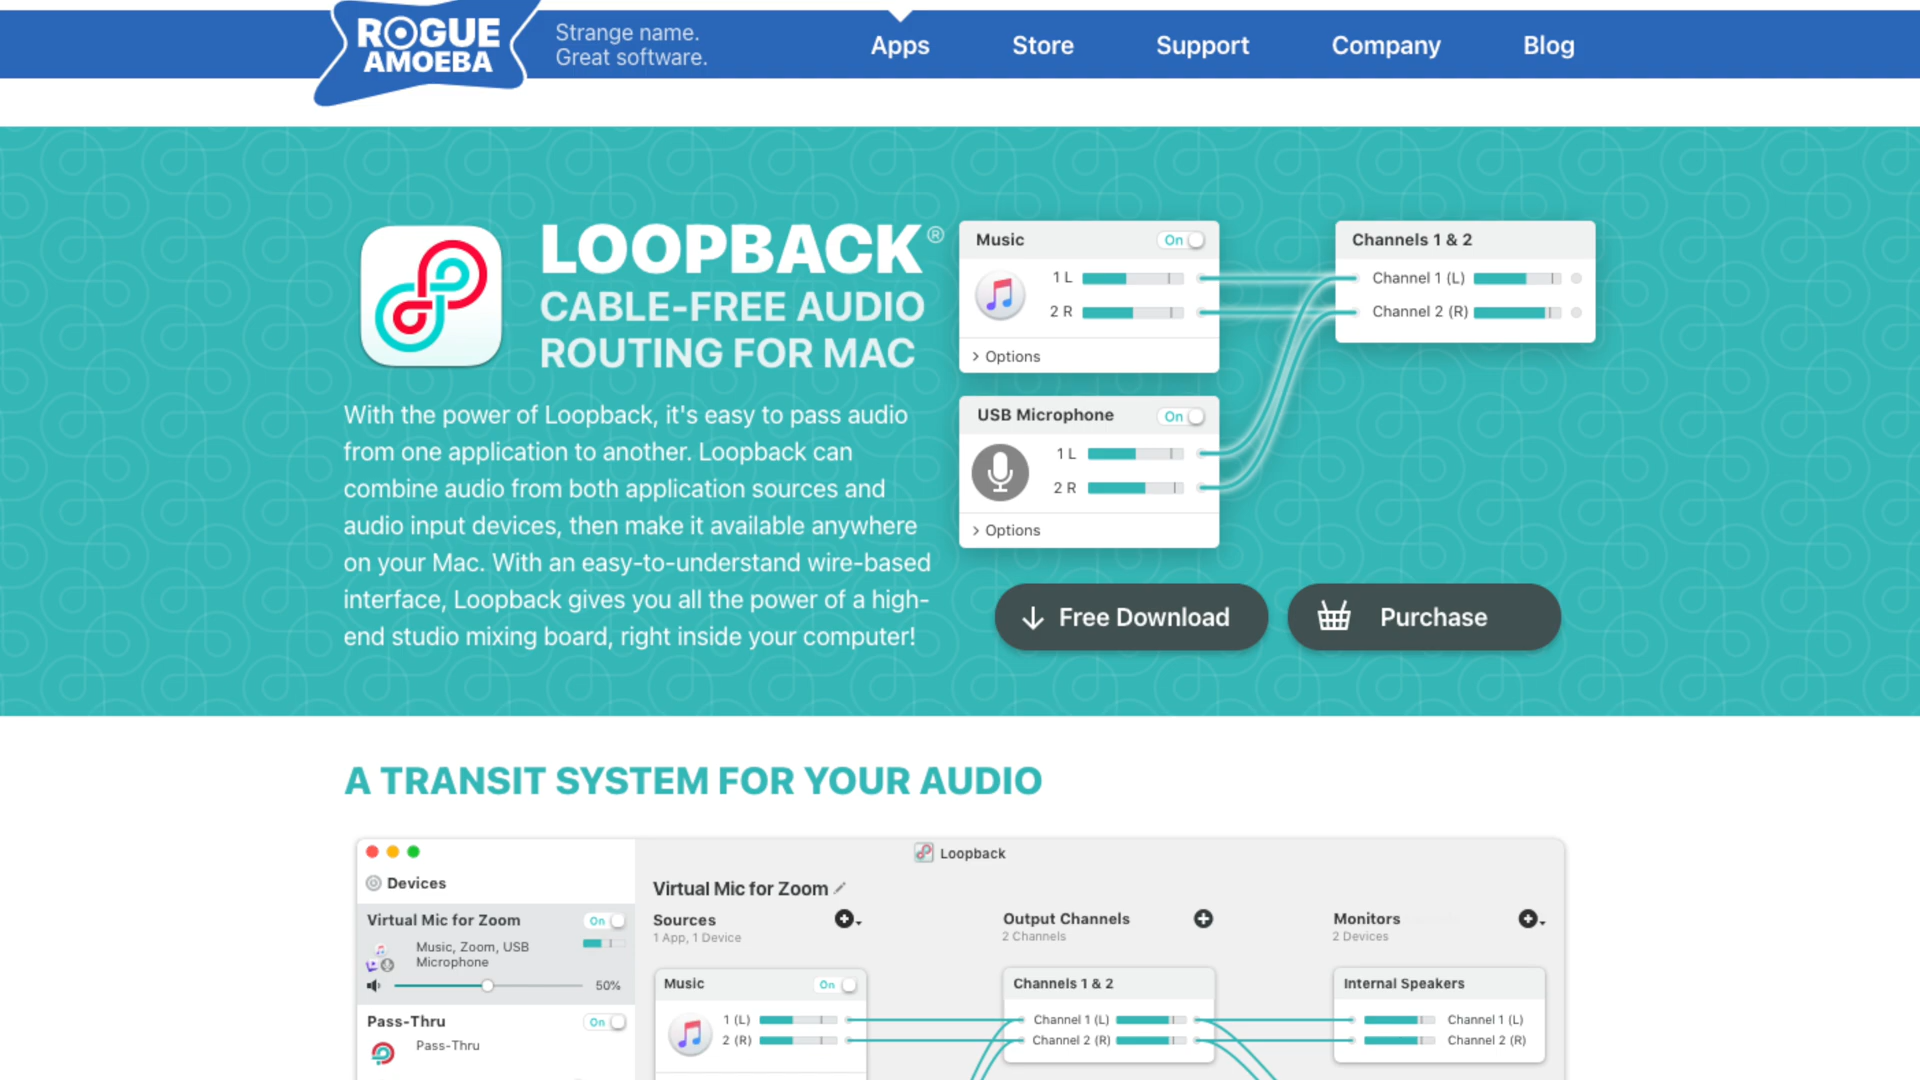 ROGUE
AMOEBA
Strange name.
Great software.
Apps
Store
Support
Company
Blog
LOOPBACK®
CABLE-FREE AUDIO
ROUTING FOR MAC
With the power of Loopback, it's easy to pass audio
from one application to another. Loopback can
combine audio from both application sources and
audio input devices, then make it available anywhere
on your Mac. With an easy-to-understand wire-based
interface, Loopback gives you all the power of a high-
end studio mixing board, right inside your computer!
Music
On
1 L
2 R
> Options
USB Microphone
On
1 L
2 R
> Options
Channels 1 & 2
Channel 1 (L)
Channel 2 (R)
Free Download
Purchase
A TRANSIT SYSTEM FOR YOUR AUDIO
Loopback
Devices
Virtual Mic for Zoom
On
Music, Zoom, USB
Microphone
50%
Pass-Thru
On
Pass-Thru
Virtual Mic for Zoom
Sources
1 App, 1 Device
Output Channels
2 Channels
Monitors
2 Devices
Music
On
1 (L)
2 (R)
Channels 1 & 2
Channel 1 (L)
Channel 2 (R)
Internal Speakers
Channel 1 (L)
Channel 2 (R)